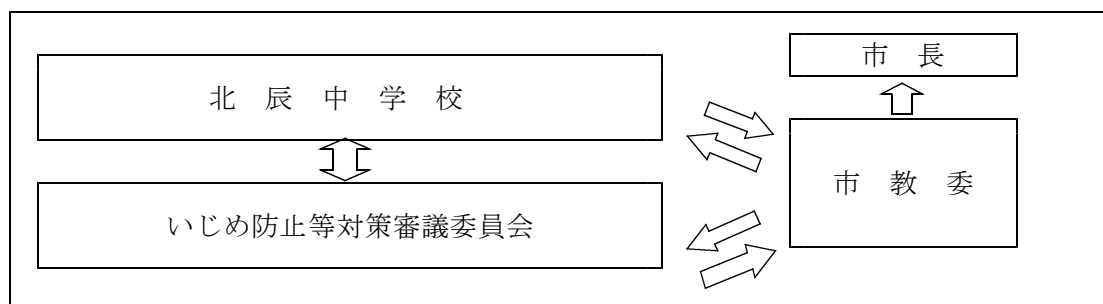 市 長
北 辰 中 学 校
市 教 委
いじめ防止等対策審議委員会